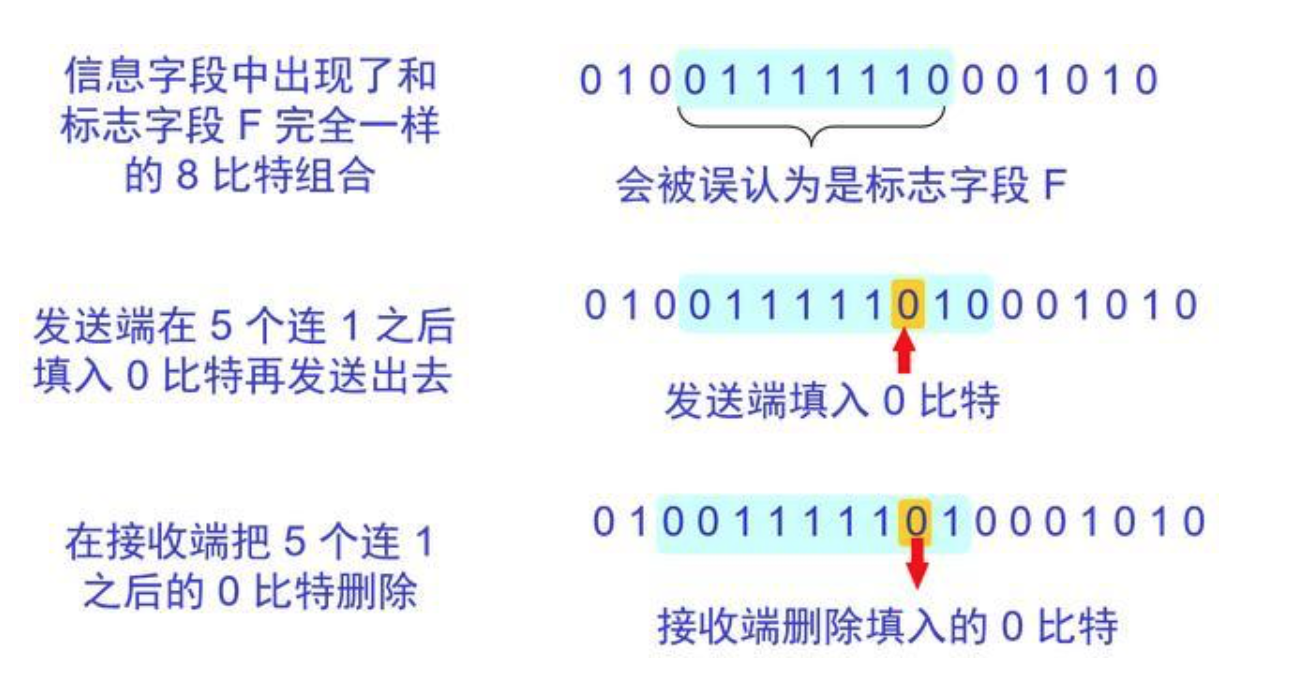 信息字段中出现了和
标志字段 F 完全一样
的 8 比特组合
0 1 0 0 1 1 1 1 1 1 0 0 0 1 0 1 0
会被误认为是标志字段 F
发送端在 5 个连 1 之后
填入 0 比特再发送出去
0 1 0 0 1 1 1 1 1 0 1 0 0 0 1 0 1 0
发送端填入 0 比特
在接收端把 5 个连 1
之后的 0 比特删除
0 1 0 0 1 1 1 1 1 0 1 0 0 0 1 0 1 0
接收端删除填入的 0 比特